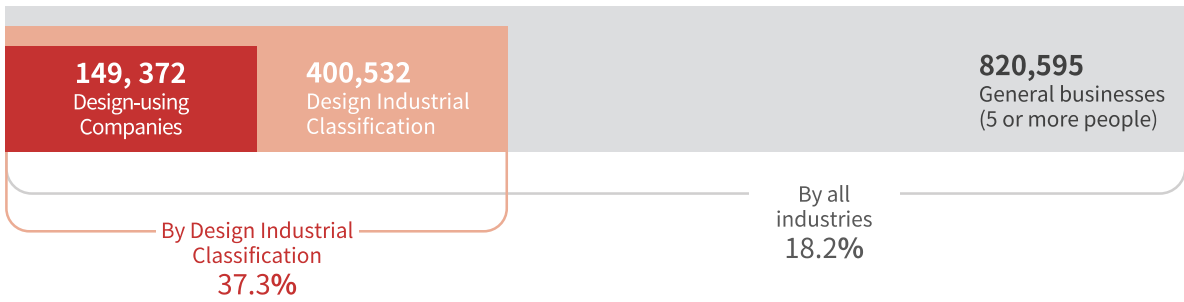 149, 372
Design-using
Companies
400,532
Design Industrial
Classification
820,595
General businesses
(5 or more people)
By all
industries
18.2%
By Design Industrial
Classification
37.3%